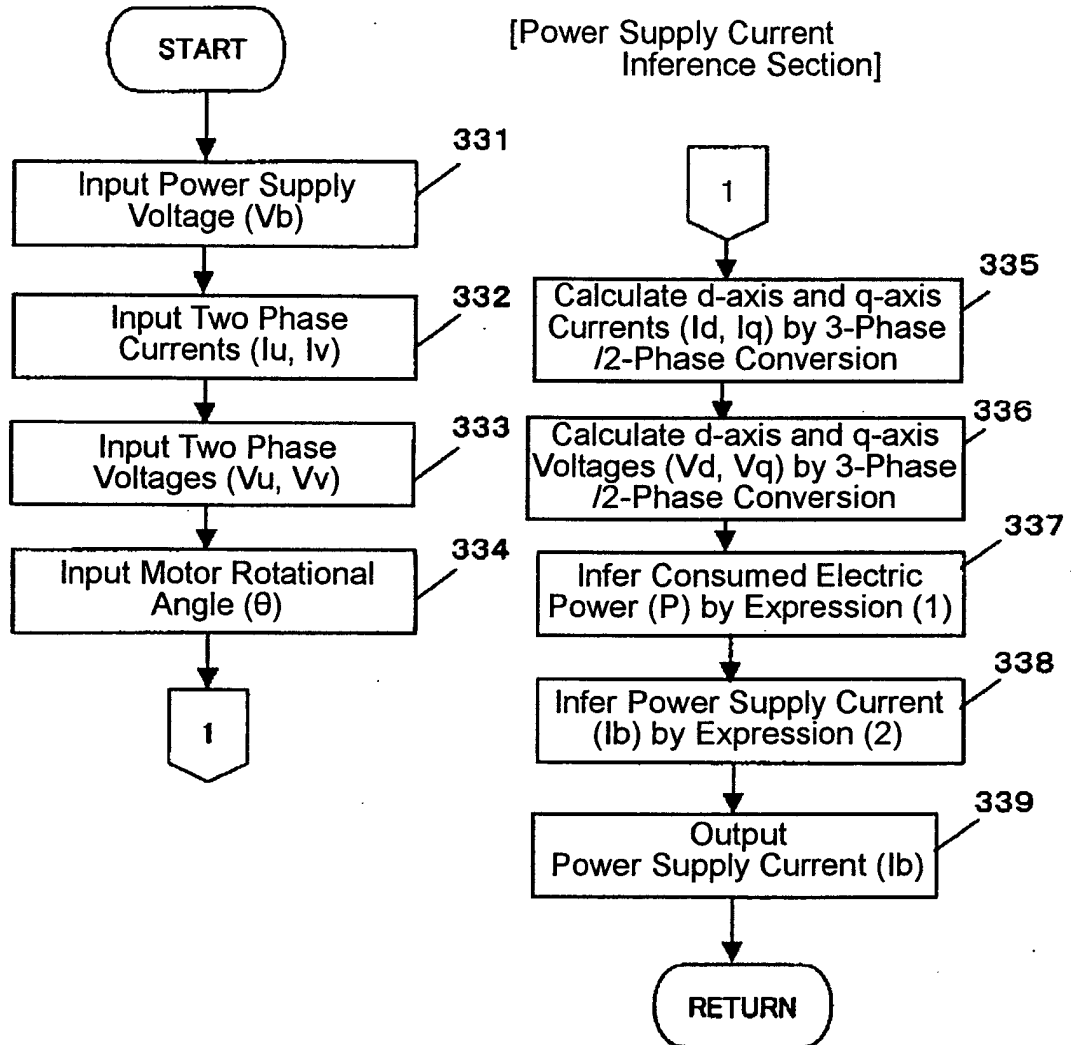 START
[Power Supply Current
Inference Section]
331
Input Power Supply
Voltage (Vb)
332
Input Two Phase
Currents (Iu, Iv)
333
Input Two Phase
Voltages (Vu, Vv)
334
Input Motor Rotational
Angle (θ)
1
1
335
Calculate d-axis and q-axis
Currents (Id, Iq) by 3-Phase
/2-Phase Conversion
336
Calculate d-axis and q-axis
Voltages (Vd, Vq) by 3-Phase
/2-Phase Conversion
337
Infer Consumed Electric
Power (P) by Expression (1)
338
Infer Power Supply Current
(Ib) by Expression (2)
339
Output
Power Supply Current (Ib)
RETURN